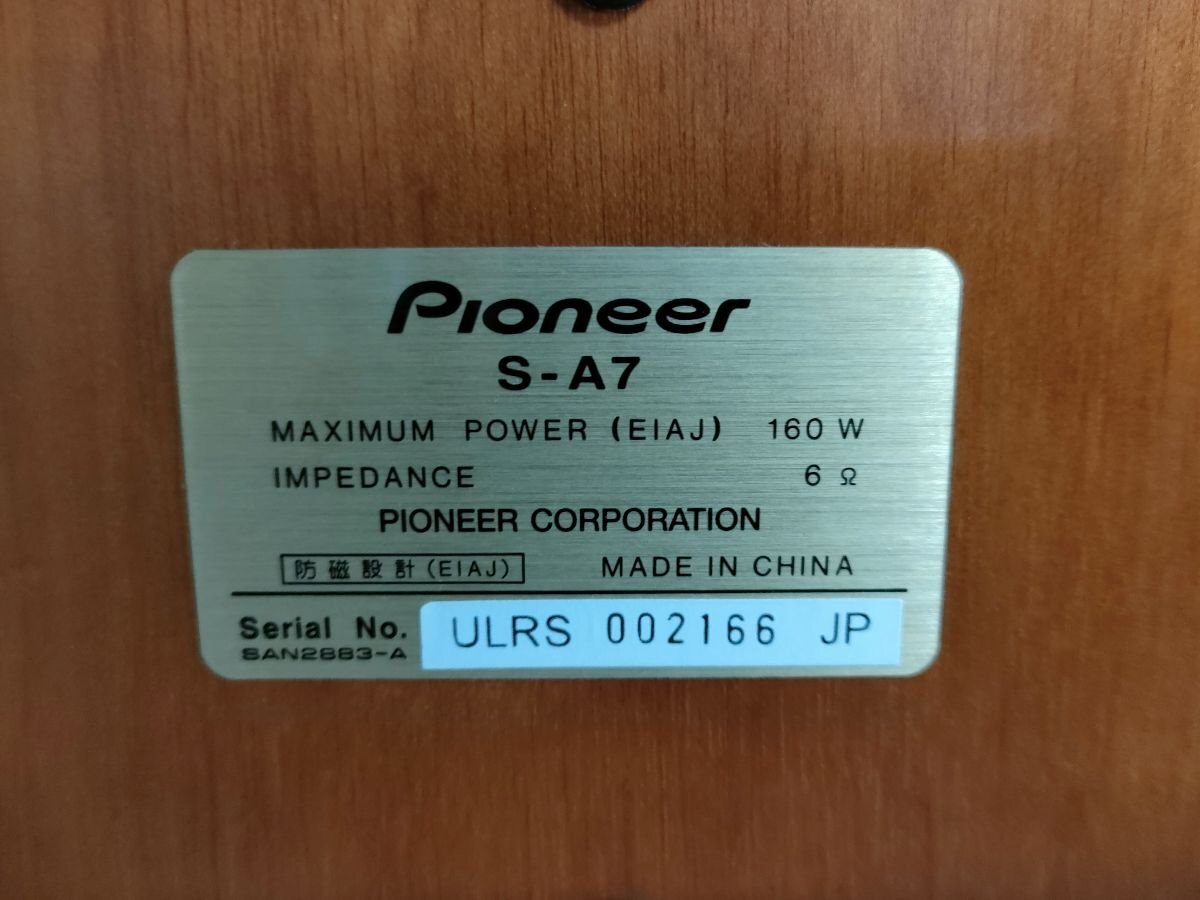 Pioneer
S-A7
MAXIMUM POWER (EIAJ) 160 W
IMPEDANCE 6 Ω
PIONEER CORPORATION
防磁設計(EIAJ) MADE IN CHINA
Serial No. ULRS 002166 JP
SAN2883-A